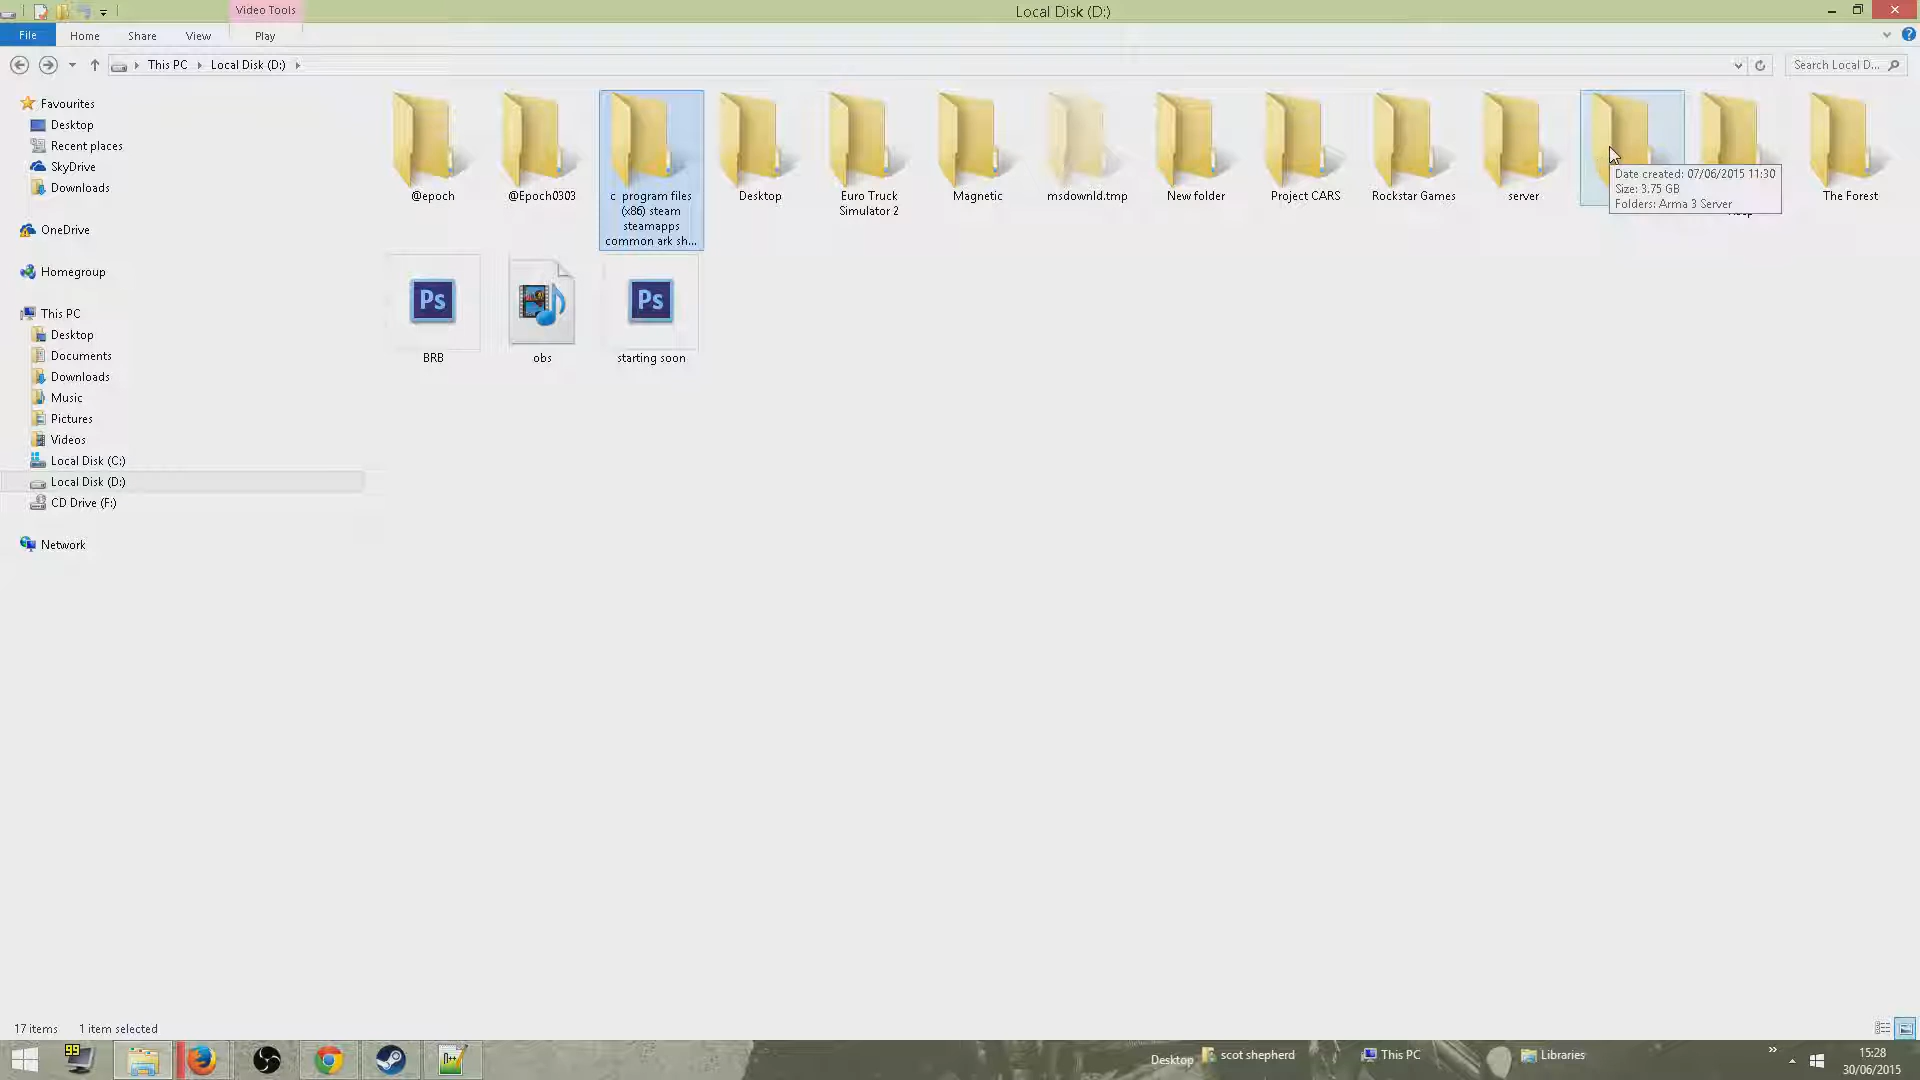 Video Tools
Local Disk (D:)
File Home Share View Play
This PC Local Disk (D:)
Search Local D...
Favourites
Desktop
Recent places
SkyDrive
Downloads
OneDrive
Homegroup
This PC
Desktop
Documents
Downloads
Music
Pictures
Videos
Local Disk (C:)
Local Disk (D:)
CD Drive (F:)
Network
@epoch
@Epoch0303
c program files
(x86) steam
steamapps
common ark sh...
Desktop
Euro Truck
Simulator 2
Magnetic
msdownld.tmp
New folder
Project CARS
Rockstar Games
server
Date created: 07/06/2015 11:30
Size: 3.75 GB
Folders: Arma 3 Server
The Forest
Ps
BRB
obs
Ps
starting soon
17 items 1 item selected
99
Desktop
scot shepherd
This PC
Libraries
15:28
30/06/2015